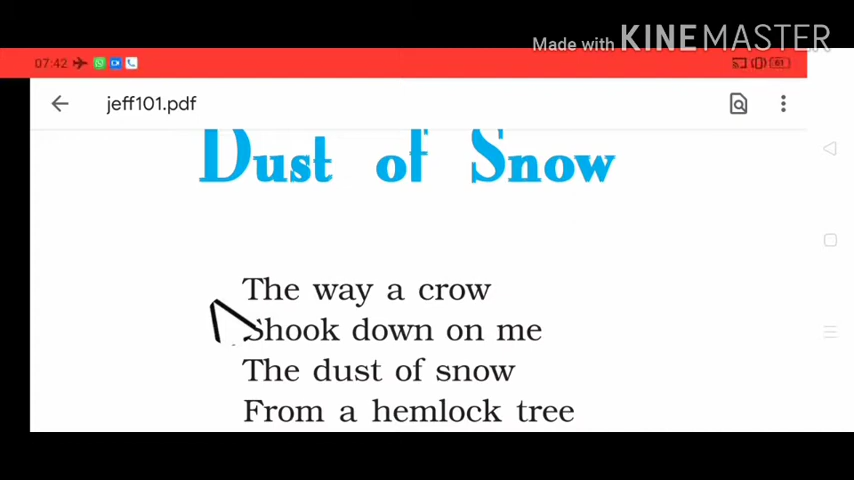 Made with KINEMASTER
07:42 61
jeff101.pdf
Dust of Snow
The way a crow
Shook down on me
The dust of snow
From a hemlock tree